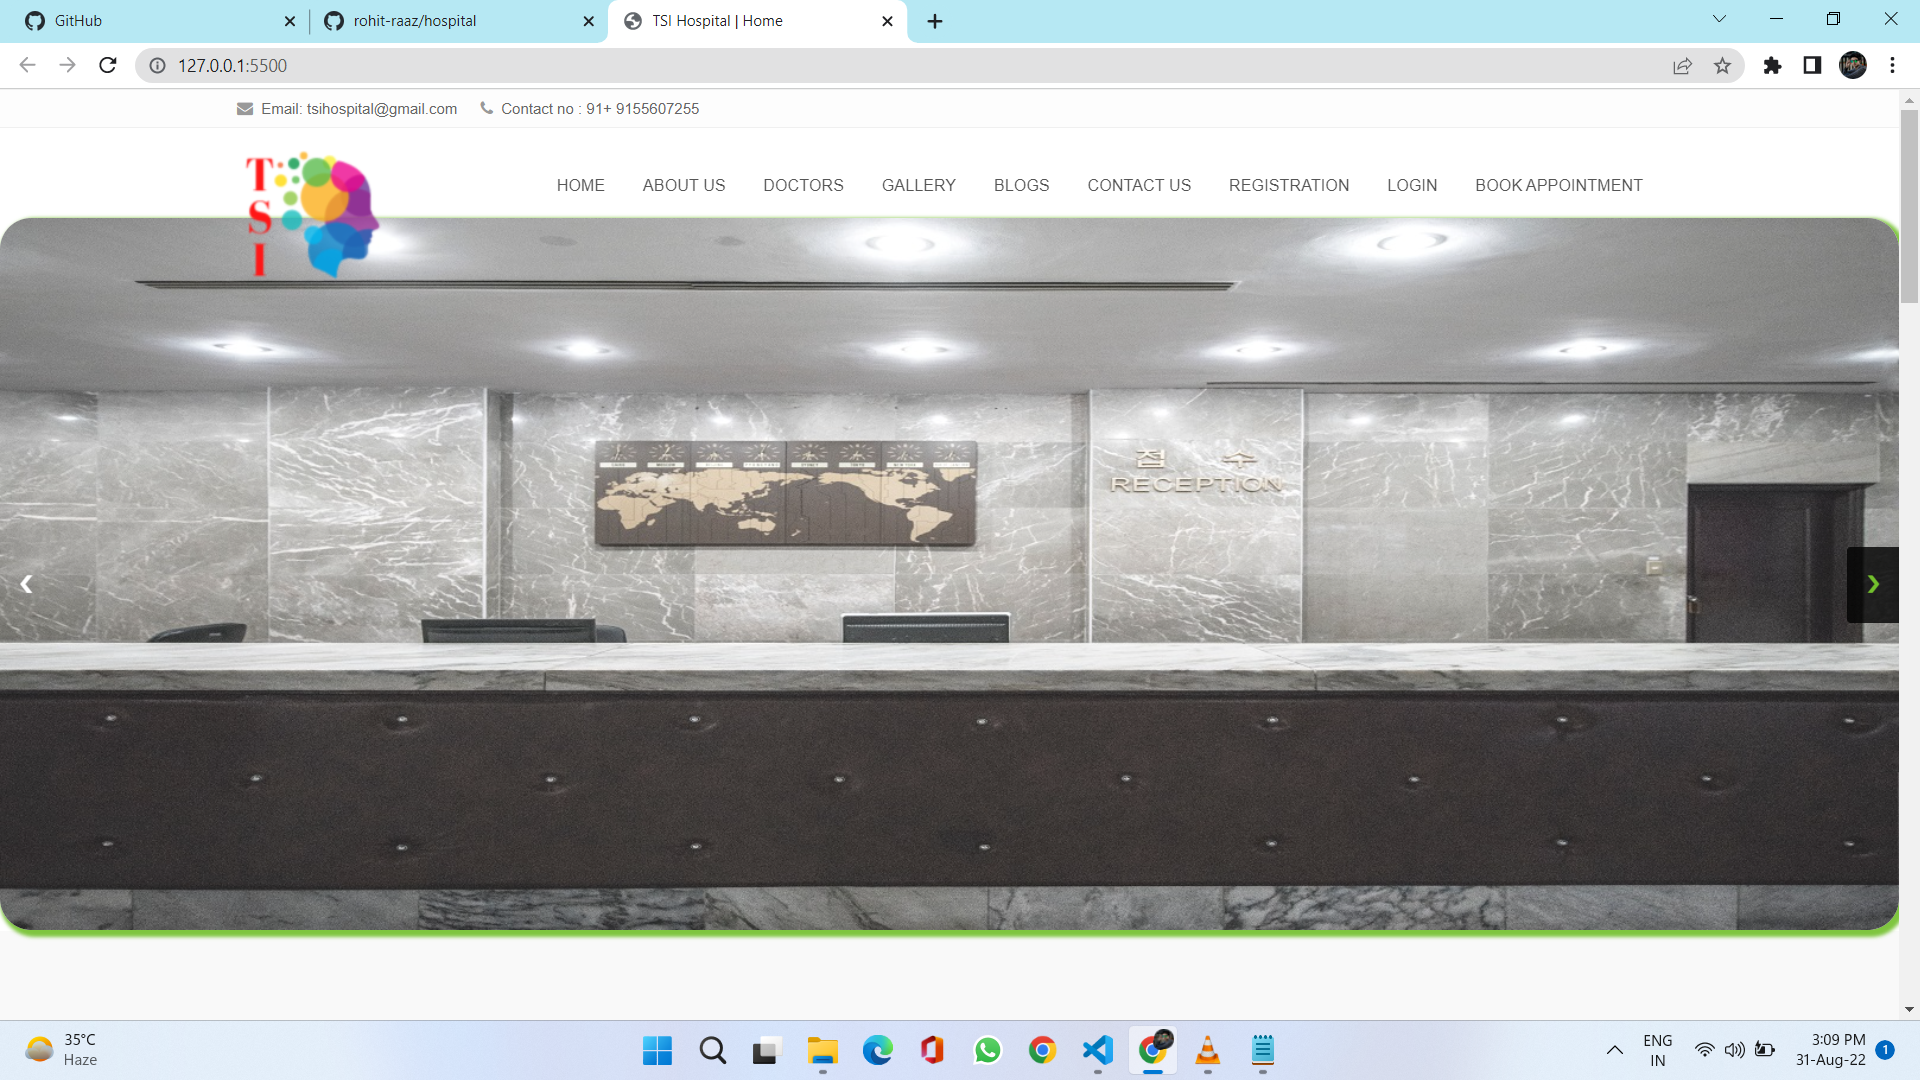 GitHub
rohit-raaz/hospital
TSI Hospital | Home
127.0.0.1:5500
Email: tsihospital@gmail.com
Contact no : 91+ 9155607255
T
S
I
HOME
ABOUT US
DOCTORS
GALLERY
BLOGS
CONTACT US
REGISTRATION
LOGIN
BOOK APPOINTMENT
접 수
RECEPTION
35°C
Haze
ENG
IN
3:09 PM
31-Aug-22
1